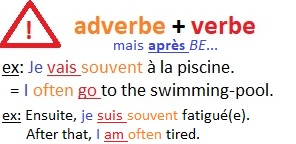 !
adverbe + verbe
mais après BE...
ex: Je vais souvent à la piscine.
= I often go to the swimming-pool.
ex: Ensuite, je suis souvent fatigué(e).
After that, I am often tired.